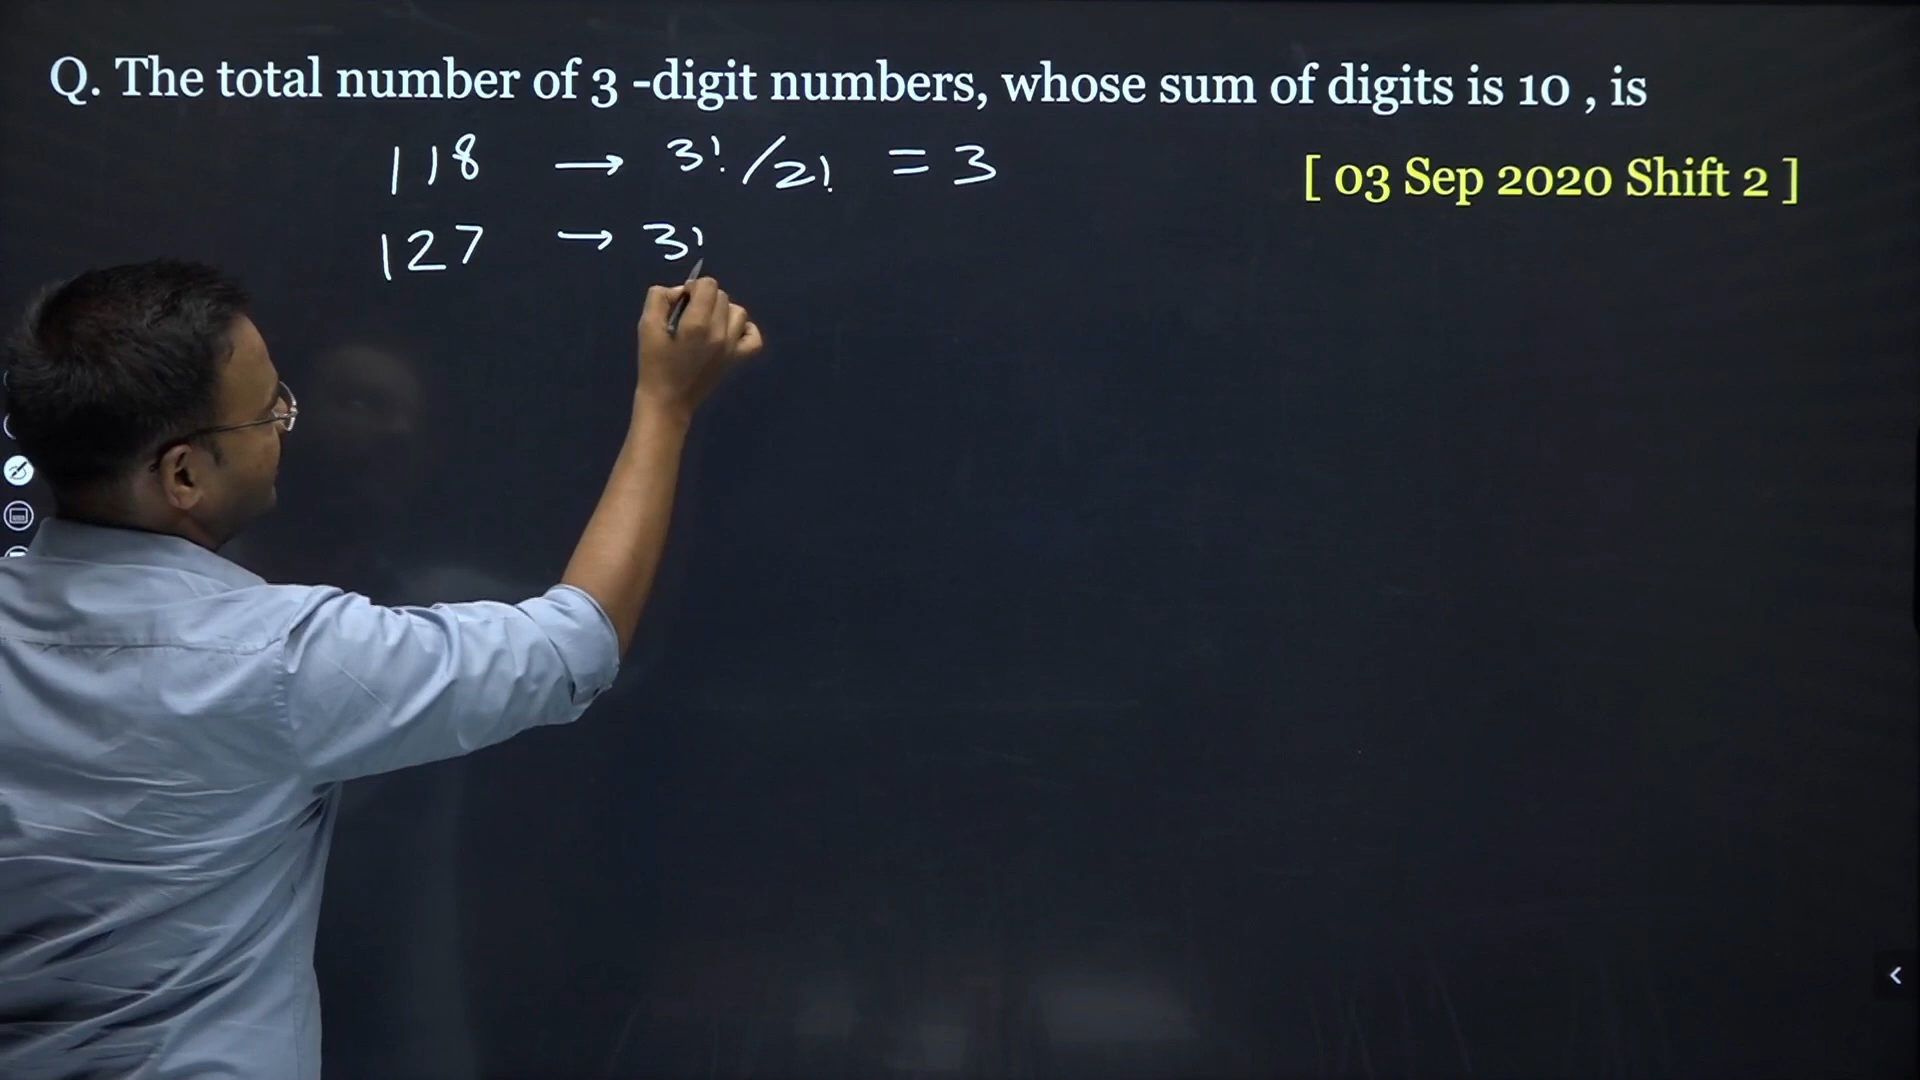 Q. The total number of 3 -digit numbers, whose sum of digits is 10 , is
118 → 3! /2! = 3
[ 03 Sep 2020 Shift 2 ]
127 → 3!